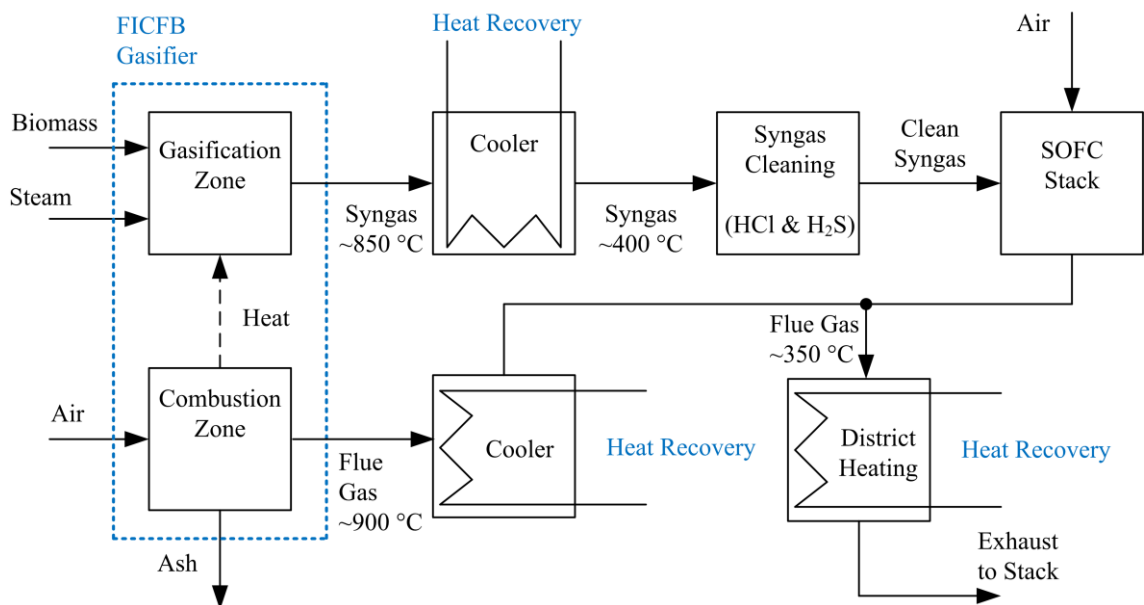 FICFB
Gasifier
Heat Recovery
Air
Biomass
Steam
Gasification
Zone
Cooler
Syngas
Cleaning
(HCl & H₂S)
Clean
Syngas
SOFC
Stack
Syngas
~850 °C
Syngas
~400 °C
Heat
Flue Gas
~350 °C
Air
Combustion
Zone
Flue
Gas
~900 °C
Cooler
Heat Recovery
District
Heating
Heat Recovery
Ash
Exhaust
to Stack